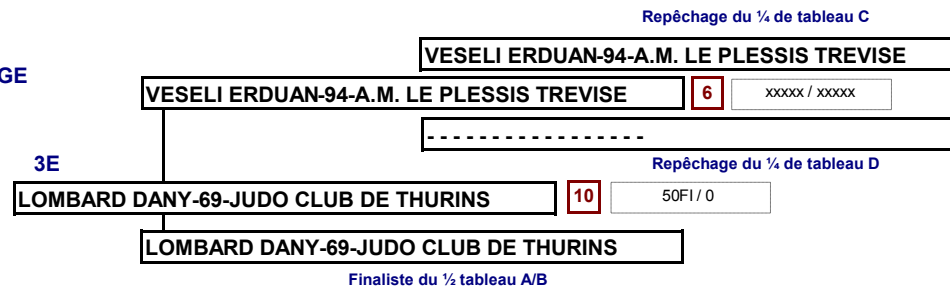 Repêchage du ¼ de tableau C
VESELI ERDUAN-94-A.M. LE PLESSIS TREVISE
GE
VESELI ERDUAN-94-A.M. LE PLESSIS TREVISE 6 xxxxx / xxxxx
- - - - - - - - - - - - - - - - -
3E Repêchage du ¼ de tableau D
LOMBARD DANY-69-JUDO CLUB DE THURINS 10 50FI / 0
LOMBARD DANY-69-JUDO CLUB DE THURINS
Finaliste du ½ tableau A/B